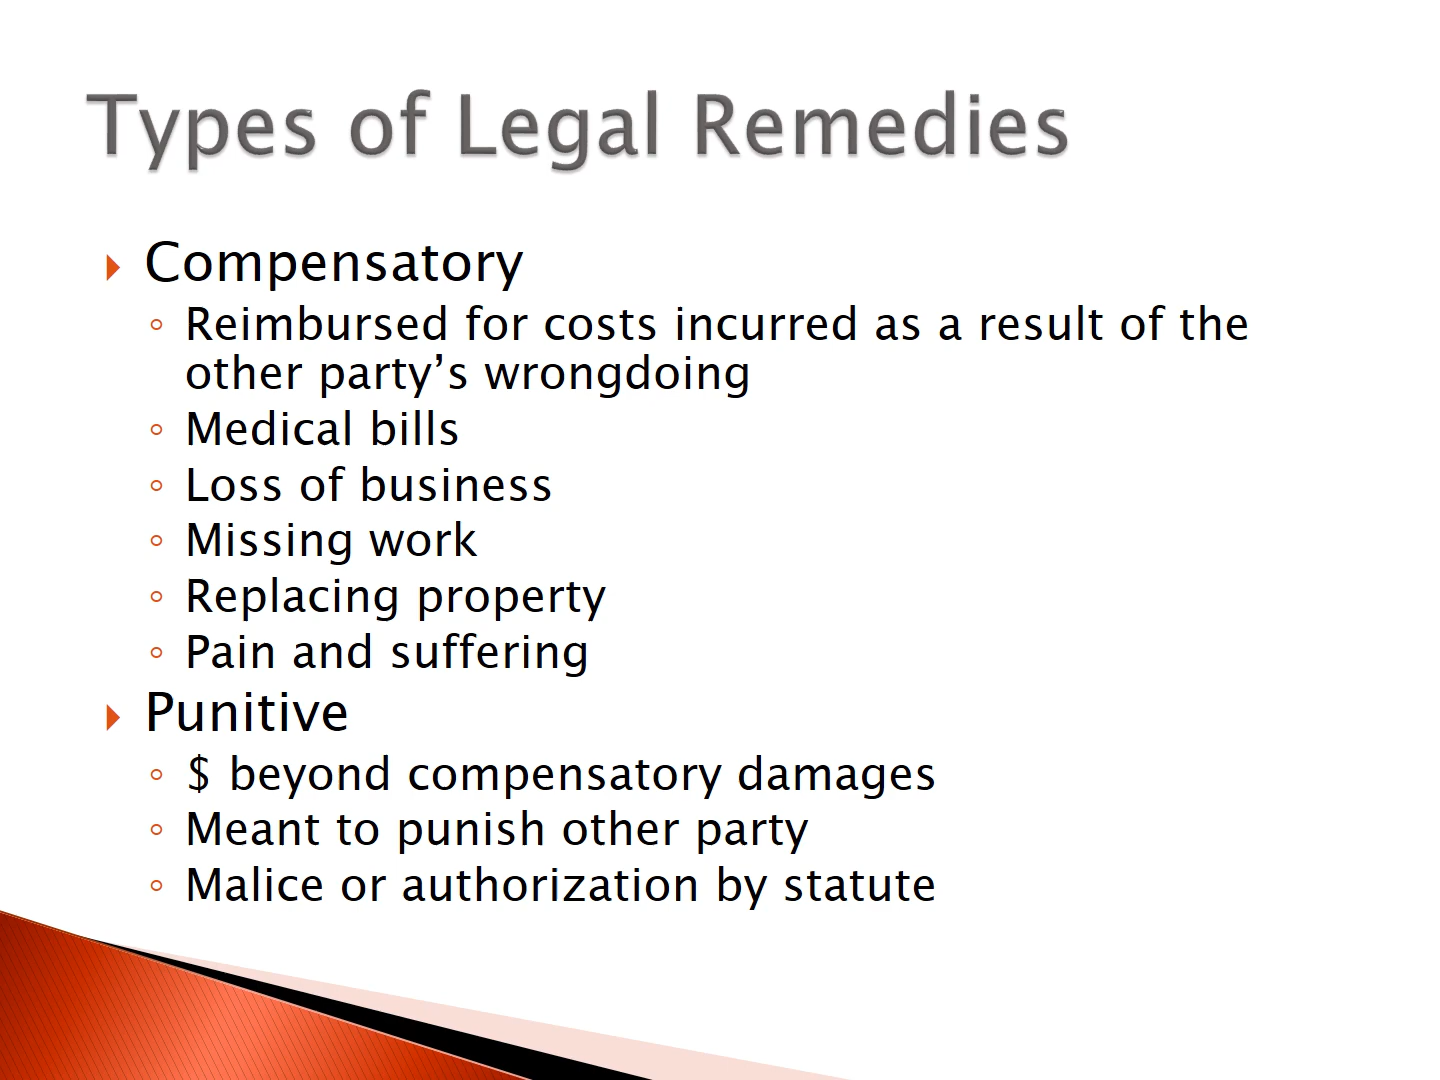 Types of Legal Remedies
Compensatory
Reimbursed for costs incurred as a result of the
other party’s wrongdoing
Medical bills
Loss of business
Missing work
Replacing property
Pain and suffering
Punitive
$ beyond compensatory damages
Meant to punish other party
Malice or authorization by statute